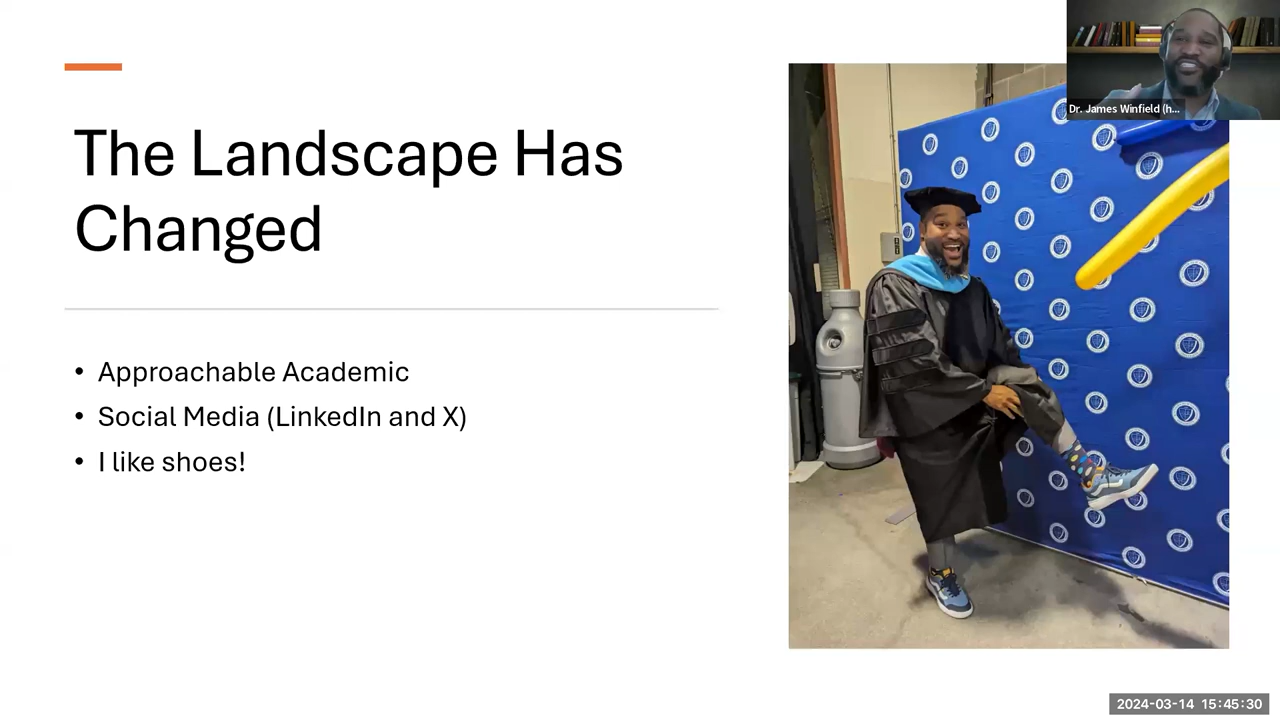 The Landscape Has
Changed
• Approachable Academic
• Social Media (LinkedIn and X)
• I like shoes!
Dr. James Winfield (h...
2024-03-14 15:45:30